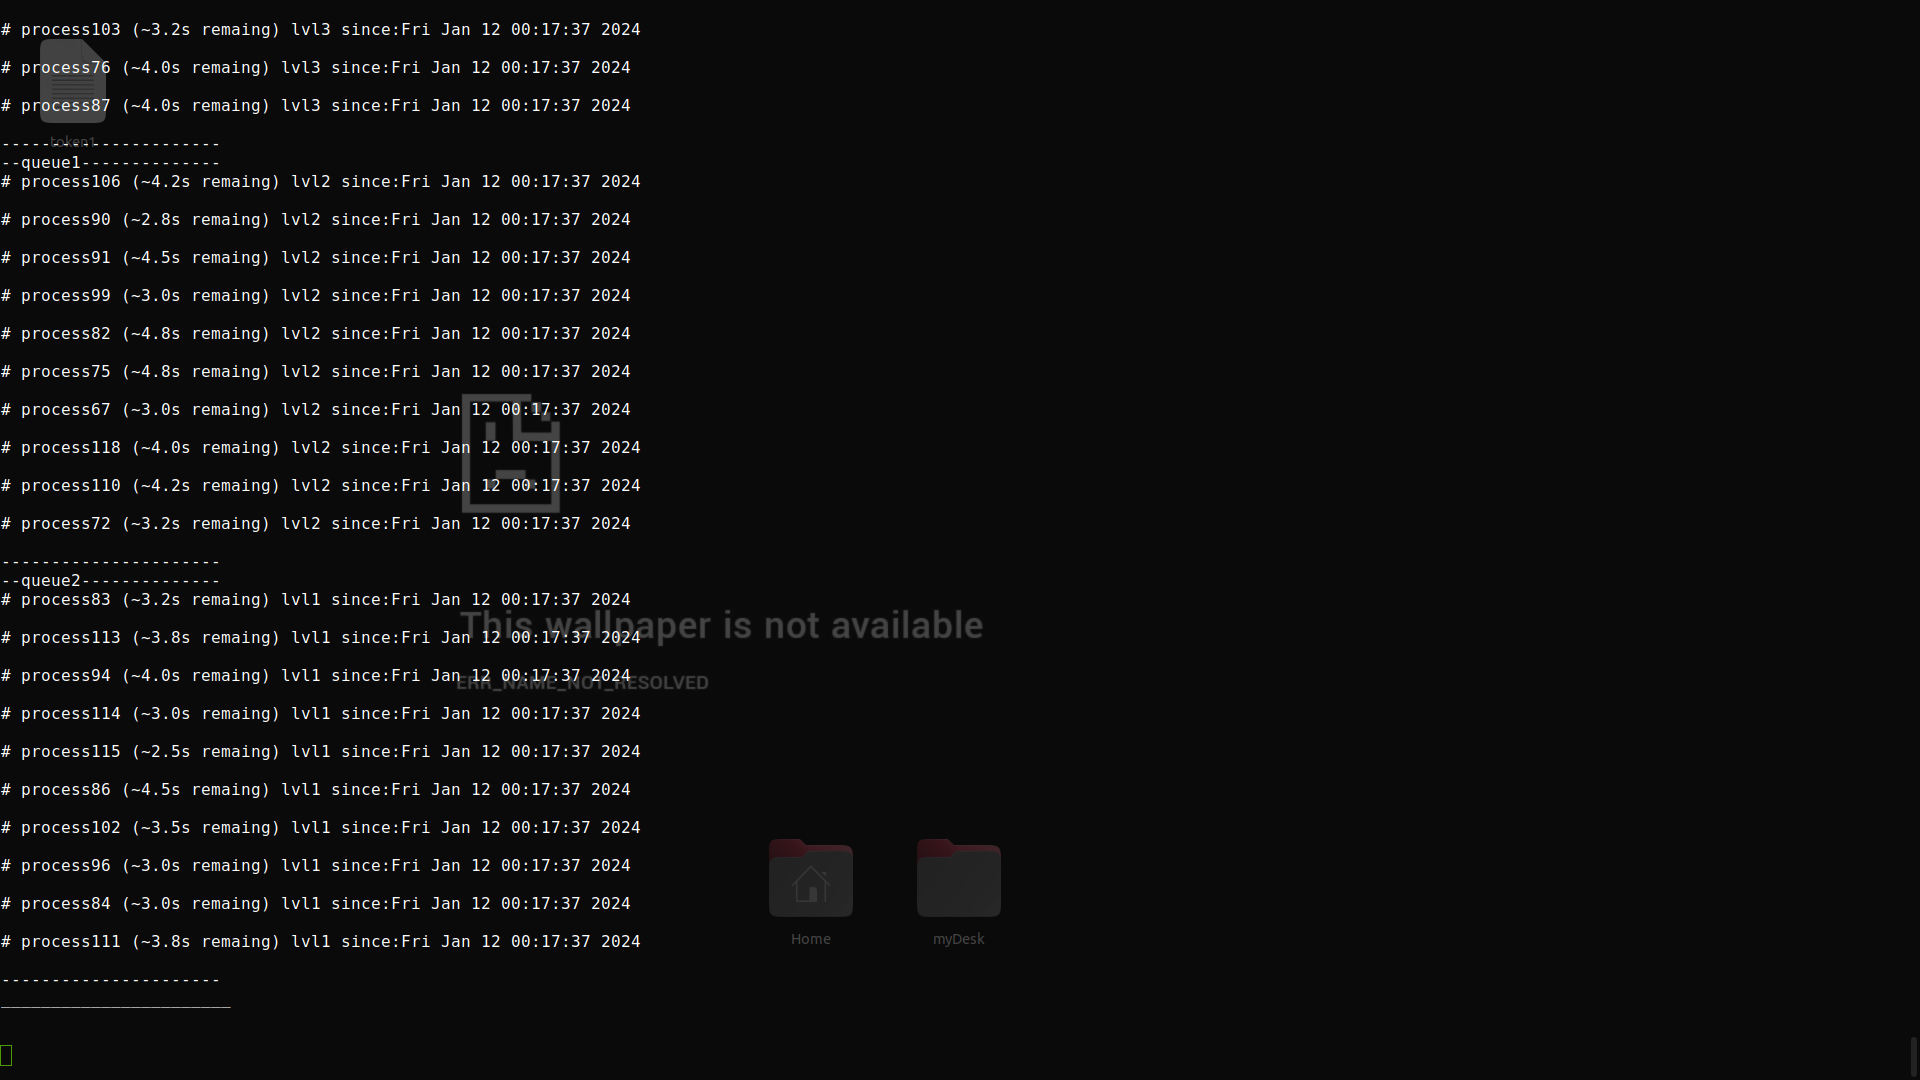 # process103 (~3.2s remaing) lvl3 since:Fri Jan 12 00:17:37 2024
# process76 (~4.0s remaing) lvl3 since:Fri Jan 12 00:17:37 2024
# process87 (~4.0s remaing) lvl3 since:Fri Jan 12 00:17:37 2024
token1
----------------------
--queue1--------------
# process106 (~4.2s remaing) lvl2 since:Fri Jan 12 00:17:37 2024
# process90 (~2.8s remaing) lvl2 since:Fri Jan 12 00:17:37 2024
# process91 (~4.5s remaing) lvl2 since:Fri Jan 12 00:17:37 2024
# process99 (~3.0s remaing) lvl2 since:Fri Jan 12 00:17:37 2024
# process82 (~4.8s remaing) lvl2 since:Fri Jan 12 00:17:37 2024
# process75 (~4.8s remaing) lvl2 since:Fri Jan 12 00:17:37 2024
# process67 (~3.0s remaing) lvl2 since:Fri Jan 12 00:17:37 2024
# process118 (~4.0s remaing) lvl2 since:Fri Jan 12 00:17:37 2024
# process110 (~4.2s remaing) lvl2 since:Fri Jan 12 00:17:37 2024
# process72 (~3.2s remaing) lvl2 since:Fri Jan 12 00:17:37 2024
----------------------
--queue2--------------
# process83 (~3.2s remaing) lvl1 since:Fri Jan 12 00:17:37 2024
This wallpaper is not available
# process113 (~3.8s remaing) lvl1 since:Fri Jan 12 00:17:37 2024
# process94 (~4.0s remaing) lvl1 since:Fri Jan 12 00:17:37 2024
ERR_NAME_NOT_RESOLVED
# process114 (~3.0s remaing) lvl1 since:Fri Jan 12 00:17:37 2024
# process115 (~2.5s remaing) lvl1 since:Fri Jan 12 00:17:37 2024
# process86 (~4.5s remaing) lvl1 since:Fri Jan 12 00:17:37 2024
# process102 (~3.5s remaing) lvl1 since:Fri Jan 12 00:17:37 2024
# process96 (~3.0s remaing) lvl1 since:Fri Jan 12 00:17:37 2024
# process84 (~3.0s remaing) lvl1 since:Fri Jan 12 00:17:37 2024
# process111 (~3.8s remaing) lvl1 since:Fri Jan 12 00:17:37 2024
Home
myDesk
----------------------
_______________________